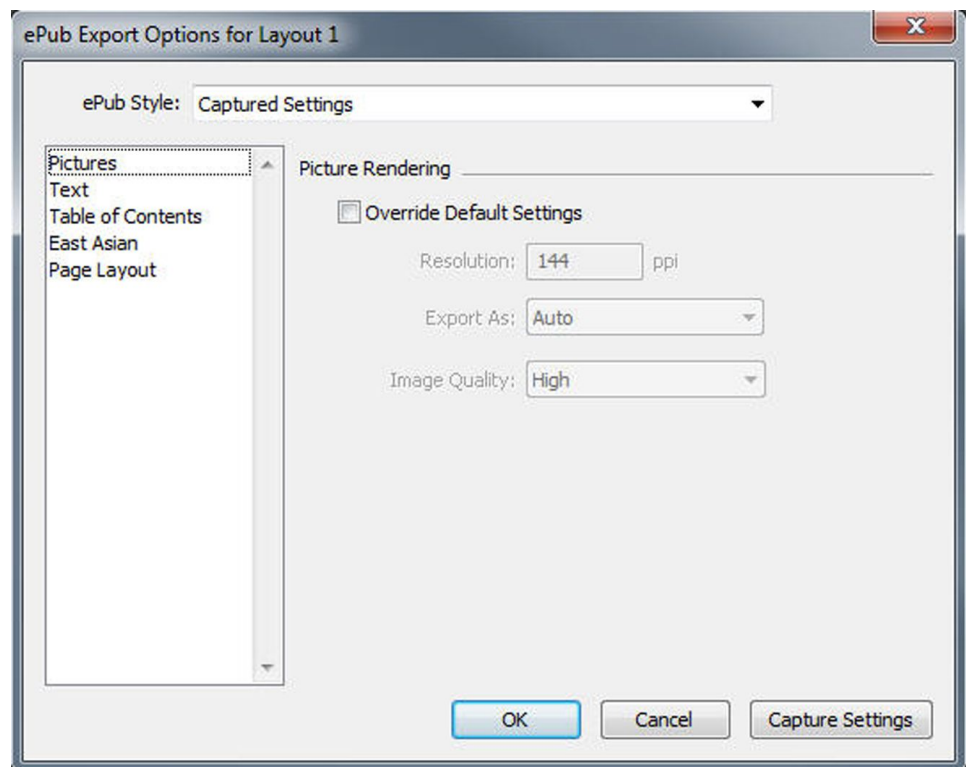 ePub Export Options for Layout 1
X
ePub Style: Captured Settings
Pictures
Text
Table of Contents
East Asian
Page Layout
Picture Rendering
Override Default Settings
Resolution: 144 ppi
Export As: Auto
Image Quality: High
OK Cancel Capture Settings